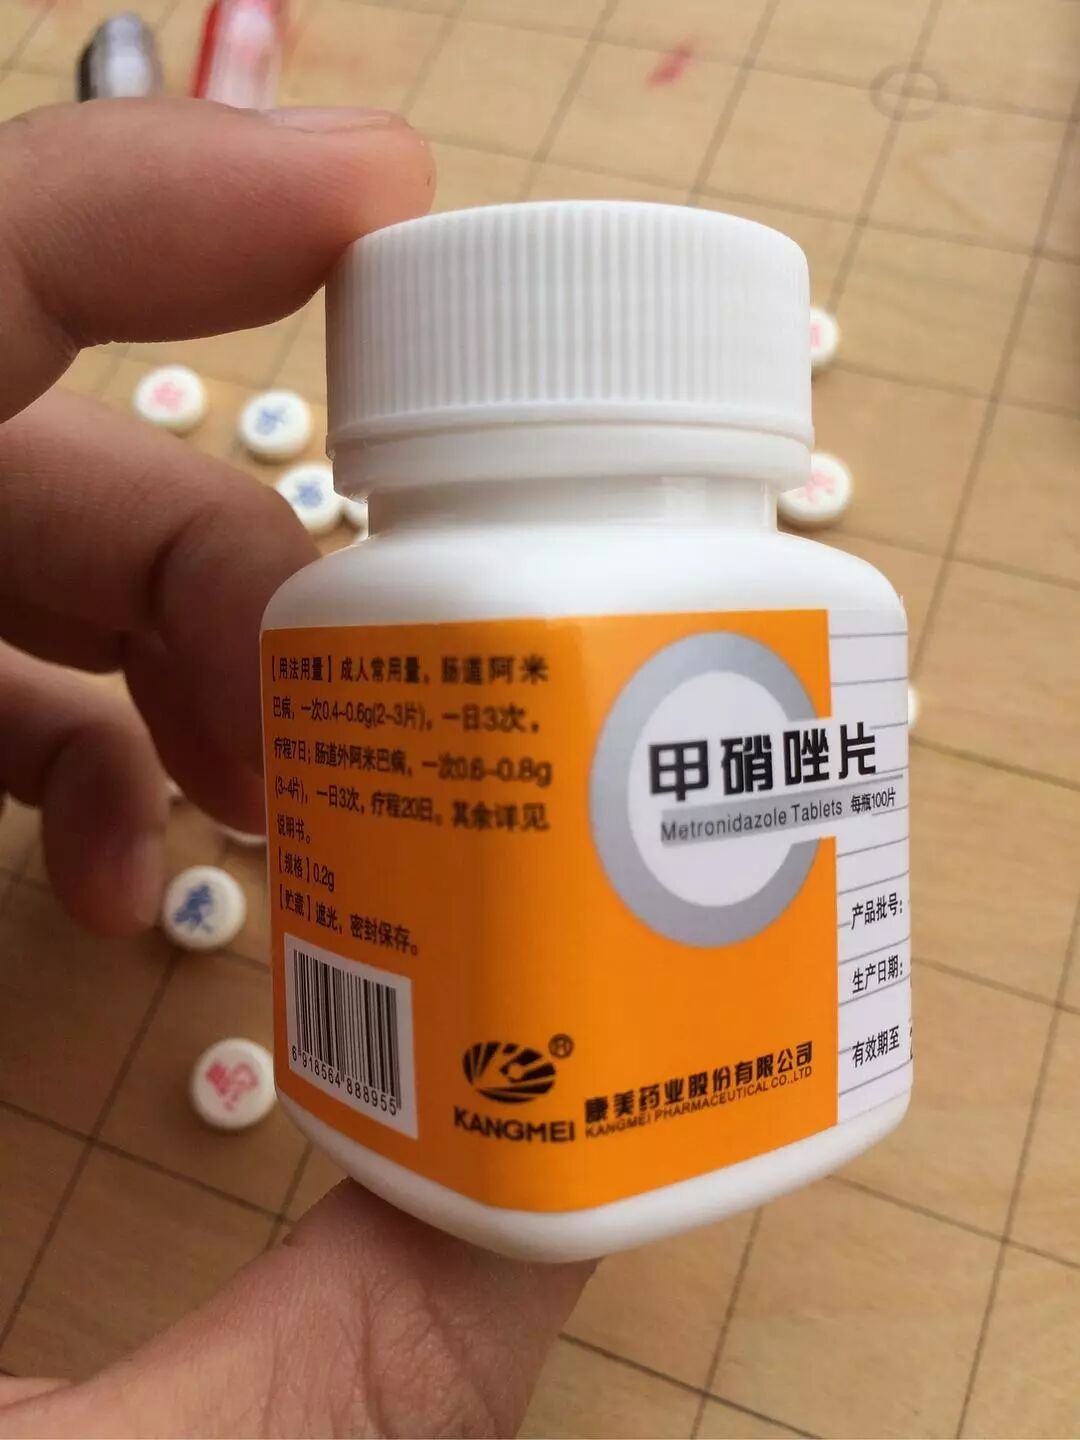 【用法用量】成人常用量，肠道阿米
巴病，一次0.4~0.6g(2~3片)，一日3次，
疗程7日；肠道外阿米巴病，一次0.6~0.8g
(3~4片)，一日3次，疗程20日。其余详见
说明书。
【规格】0.2g
【贮藏】遮光，密封保存。
6 918564 888955
甲硝唑片
Metronidazole Tablets 每瓶100片
产品批号：
生产日期：
有效期至
KANGMEI®
康美药业股份有限公司
KANGMEI PHARMACEUTICAL CO.,LTD